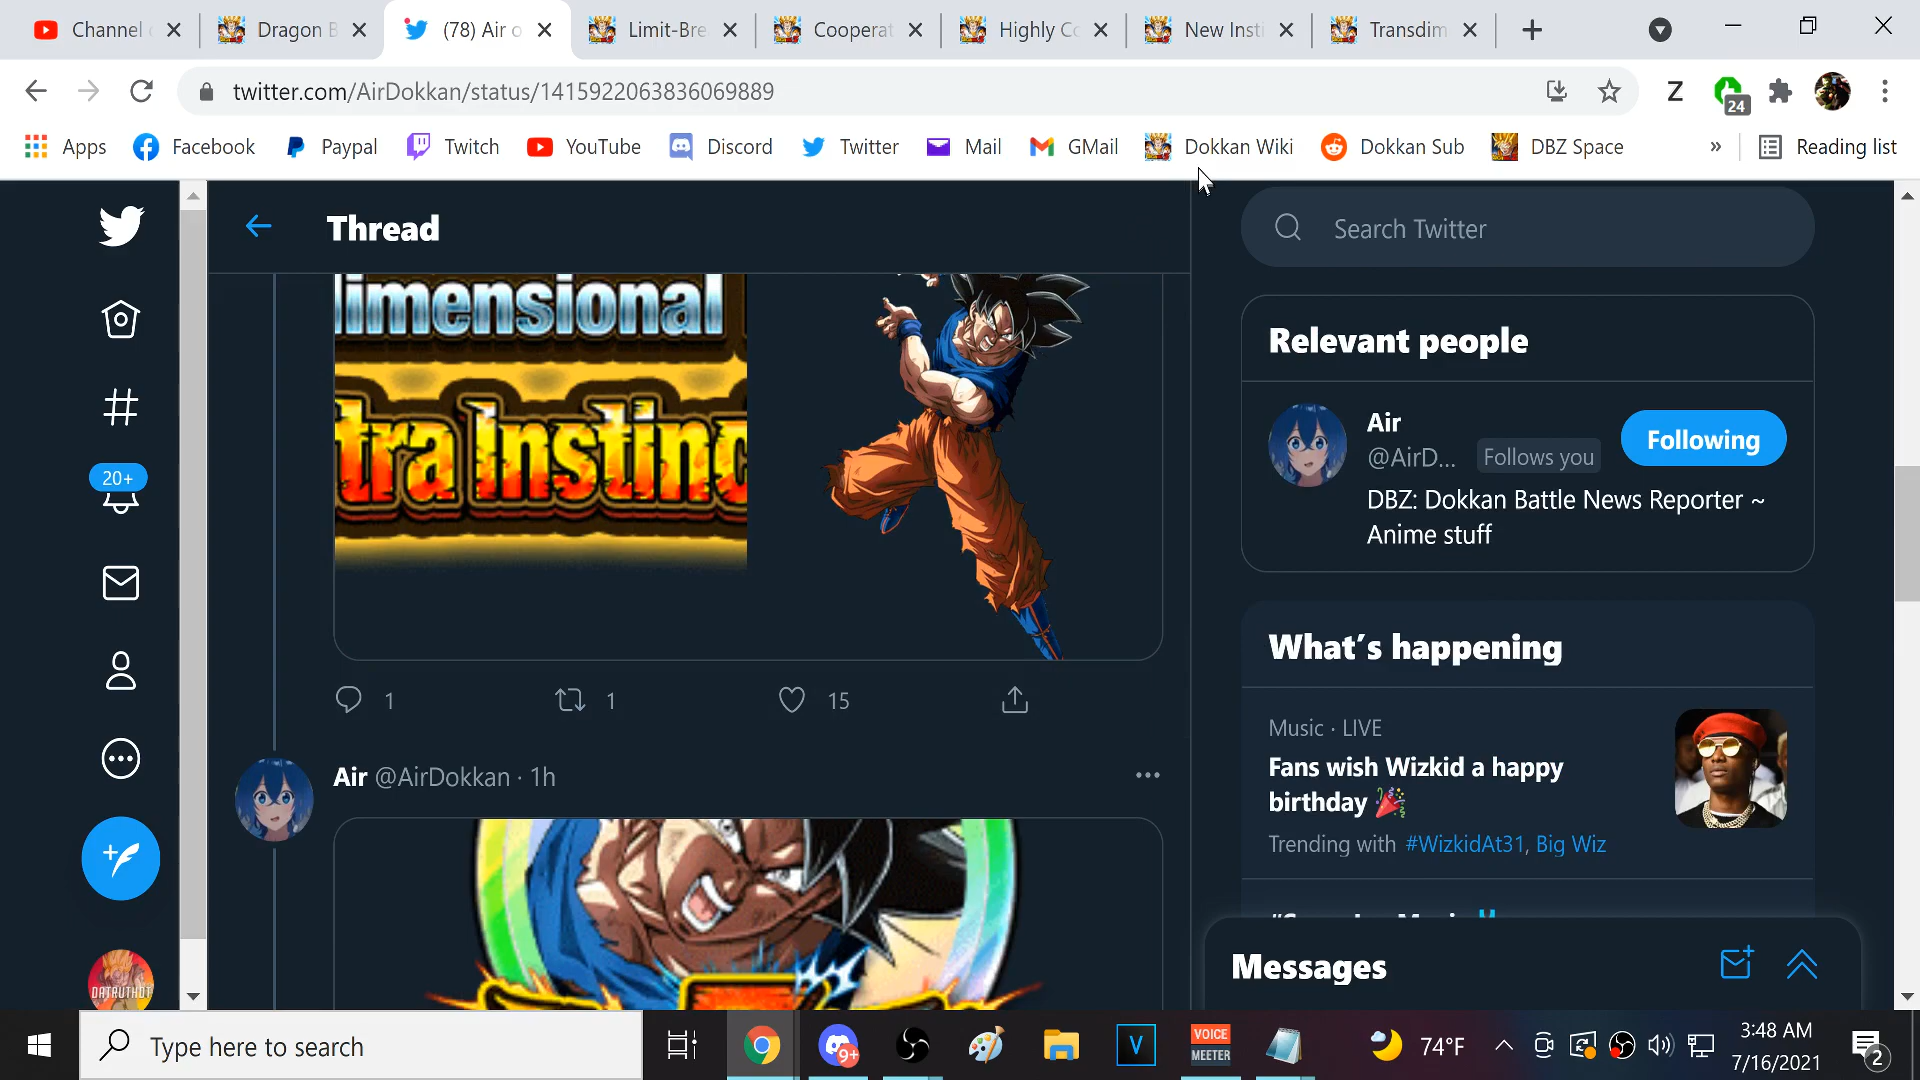 Channel
Dragon B
(78) Air o
Limit-Bre
Cooperat
Highly Co
New Insti
Transdim
twitter.com/AirDokkan/status/1415922063836069889
Z
24
Apps
Facebook
Paypal
Twitch
YouTube
Discord
Twitter
Mail
GMail
Dokkan Wiki
Dokkan Sub
DBZ Space
»
Reading list
Thread
Search Twitter
dimensional
tra Instinc
Relevant people
Air
@AirD... Follows you
Following
DBZ: Dokkan Battle News Reporter ~
Anime stuff
20+
What's happening
1
1
15
Music · LIVE
Fans wish Wizkid a happy
birthday 🎉
Trending with #WizkidAt31, Big Wiz
Air @AirDokkan · 1h
Messages
DATRUTHDT
Type here to search
9+
V
VOICE
MEETER
74°F
3:48 AM
7/16/2021
2